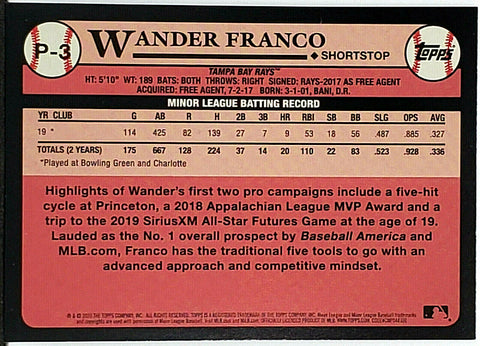 P-3
WANDER FRANCO
SHORTSTOP
TOPPS
TAMPA BAY RAYS™
HT: 5'10" WT: 189 BATS: BOTH THROWS: RIGHT SIGNED: RAYS-2017 AS FREE AGENT
ACQUIRED: FREE AGENT, 7-2-17 BORN: 3-1-01, BANI, D.R.
MINOR LEAGUE BATTING RECORD
YR CLUB G AB R H 2B 3B HR RBI SB BB SLG OPS AVG
19 * 114 425 82 139 27 7 9 53 18 56 .487 .885 .327
TOTALS (2 YEARS) 175 667 128 224 37 14 20 110 22 83 .523 .928 .336
*Played at Bowling Green and Charlotte
Highlights of Wander's first two pro campaigns include a five-hit
cycle at Princeton, a 2018 Appalachian League MVP Award and a
trip to the 2019 SiriusXM All-Star Futures Game at the age of 19.
Lauded as the No. 1 overall prospect by Baseball America and
MLB.com, Franco has the traditional five tools to go with an
advanced approach and competitive mindset.